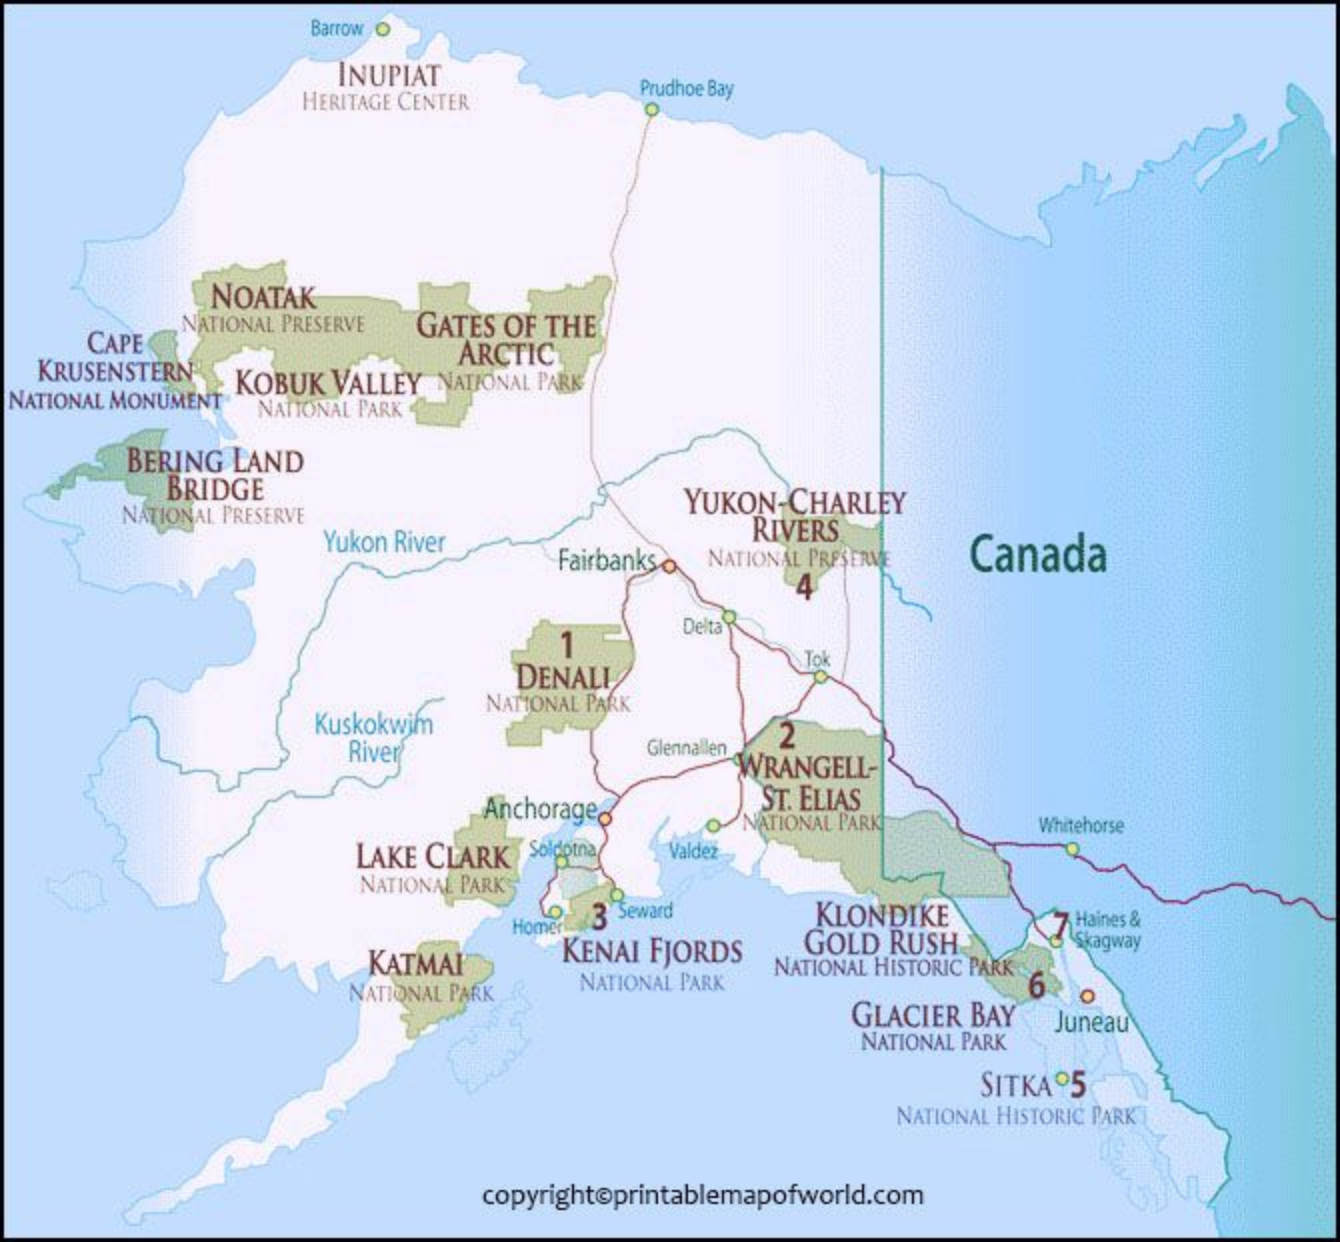 Barrow
INUPIAT
HERITAGE CENTER
Prudhoe Bay
NOATAK
NATIONAL PRESERVE
GATES OF THE
ARCTIC
NATIONAL PARK
CAPE
KRUSENSTERN
NATIONAL MONUMENT
KOBUK VALLEY
NATIONAL PARK
BERING LAND
BRIDGE
NATIONAL PRESERVE
YUKON-CHARLEY
RIVERS
NATIONAL PRESERVE
4
Canada
Yukon River
Fairbanks
Delta
Tok
1
DENALI
NATIONAL PARK
Kuskokwim
River
Glennallen
2
WRANGELL-
ST. ELIAS
NATIONAL PARK
Anchorage
Soldotna
Valdez
Whitehorse
LAKE CLARK
NATIONAL PARK
Homer
3
Seward
KENAI FJORDS
NATIONAL PARK
KLONDIKE
GOLD RUSH
NATIONAL HISTORIC PARK
7
Haines &
Skagway
KATMAI
NATIONAL PARK
6
GLACIER BAY
NATIONAL PARK
Juneau
SITKA 5
NATIONAL HISTORIC PARK
copyright©printablemapofworld.com